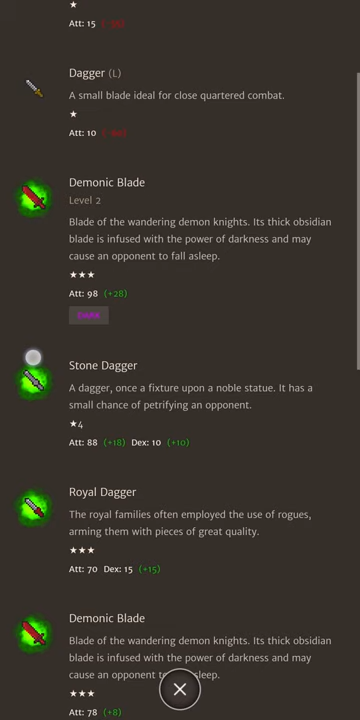 ★
Att: 15
Dagger (L)
A small blade ideal for close quartered combat.
★
Att: 10
Demonic Blade
Level 2
Blade of the wandering demon knights. Its thick obsidian
blade is infused with the power of darkness and may
cause an opponent to fall asleep.
★★★
Att: 98 (+28)
Stone Dagger
A dagger, once a fixture upon a noble statue. It has a
small chance of petrifying an opponent.
★4
Att: 88 (+18) Dex: 10 (+10)
Royal Dagger
The royal families often employed the use of rogues,
arming them with pieces of great quality.
★★★
Att: 70 Dex: 15 (+15)
Demonic Blade
Blade of the wandering demon knights. Its thick obsidian
blade is infused with the power of darkness and may
cause an opponent to fall asleep.
★★★
Att: 78 (+8)